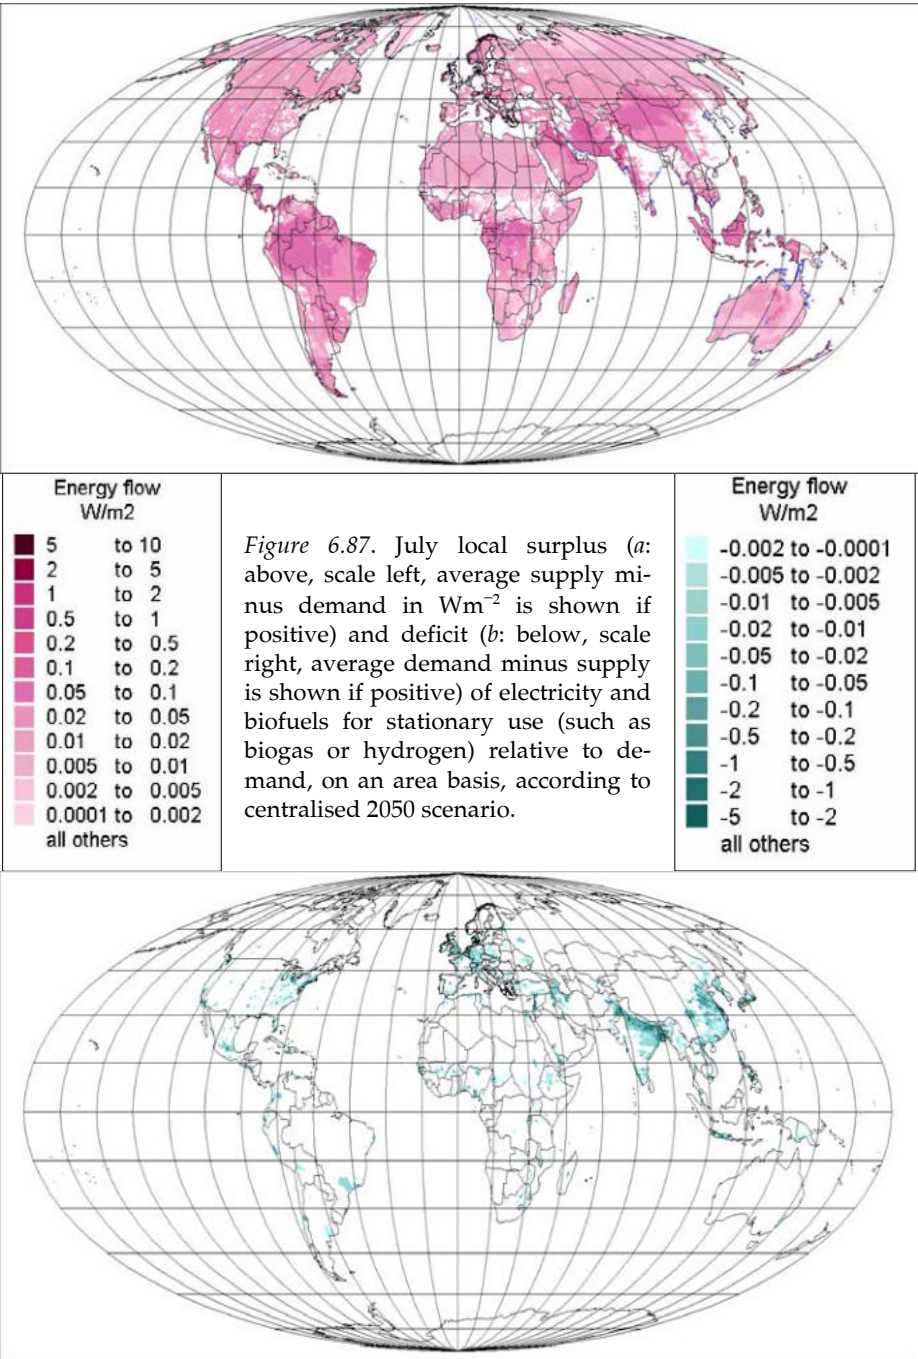 Energy flow
W/m2
5 to 10
2 to 5
1 to 2
0.5 to 1
0.2 to 0.5
0.1 to 0.2
0.05 to 0.1
0.02 to 0.05
0.01 to 0.02
0.005 to 0.01
0.002 to 0.005
0.0001 to 0.002
all others
Figure 6.87. July local surplus (a:
above, scale left, average supply mi-
nus demand in Wm⁻² is shown if
positive) and deficit (b: below, scale
right, average demand minus supply
is shown if positive) of electricity and
biofuels for stationary use (such as
biogas or hydrogen) relative to de-
mand, on an area basis, according to
centralised 2050 scenario.
Energy flow
W/m2
-0.002 to -0.0001
-0.005 to -0.002
-0.01 to -0.005
-0.02 to -0.01
-0.05 to -0.02
-0.1 to -0.05
-0.2 to -0.1
-0.5 to -0.2
-1 to -0.5
-2 to -1
-5 to -2
all others